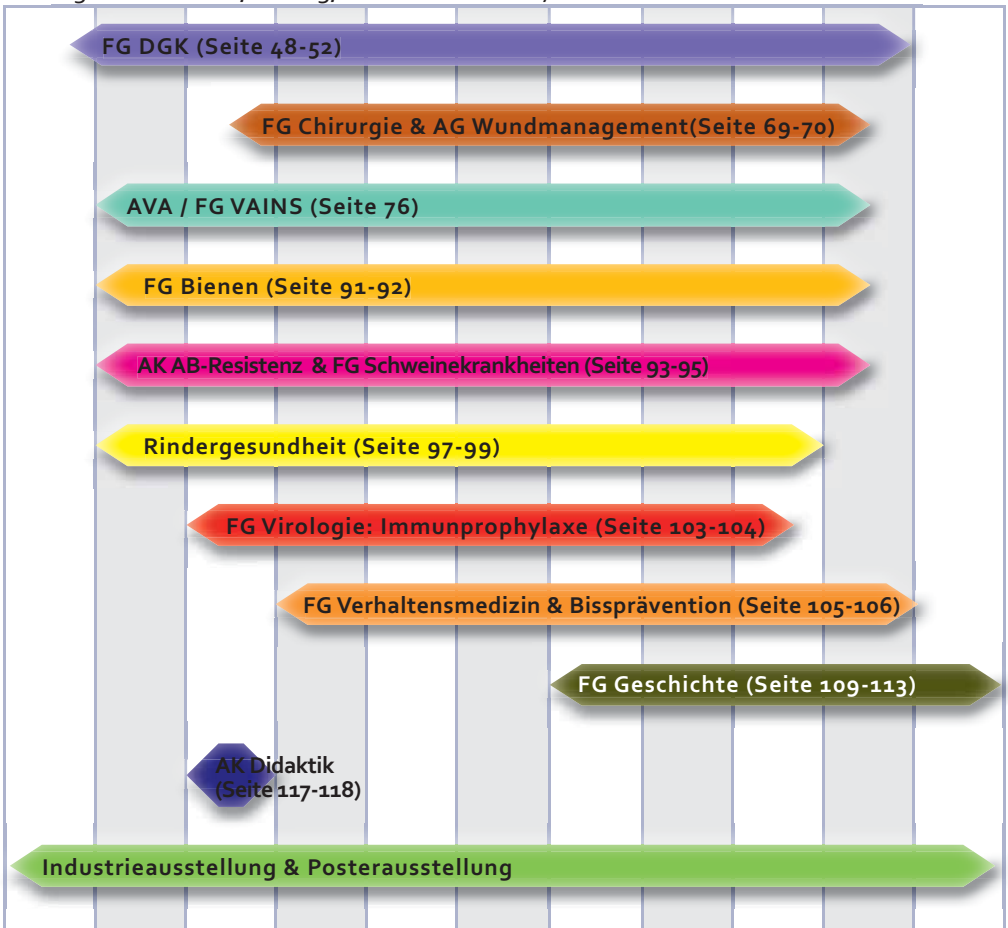 FG DGK (Seite 48-52)
FG Chirurgie & AG Wundmanagement(Seite 69-70)
AVA / FG VAINS (Seite 76)
FG Bienen (Seite 91-92)
AK AB-Resistenz & FG Schweinekrankheiten (Seite 93-95)
Rindergesundheit (Seite 97-99)
FG Virologie: Immunprophylaxe (Seite 103-104)
FG Verhaltensmedizin & Bissprävention (Seite 105-106)
FG Geschichte (Seite 109-113)
AK Didaktik
(Seite 117-118)
Industrieausstellung & Posterausstellung